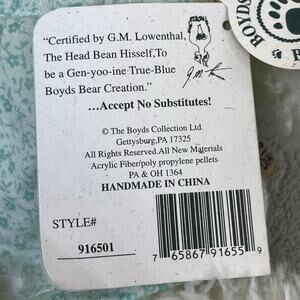 "Certified by G.M. Lowenthal,
The Head Bean Hisself,To
be a Gen-yoo-ine True-Blue
Boyds Bear Creation."
...Accept No Substitutes!
© The Boyds Collection Ltd.
Gettysburg,PA 17325
All Rights Reserved.All New Materials
Acrylic Fiber/poly propylene pellets
PA & OH 1364
HANDMADE IN CHINA
STYLE#
916501
7 65867 91655 9
BOYDS